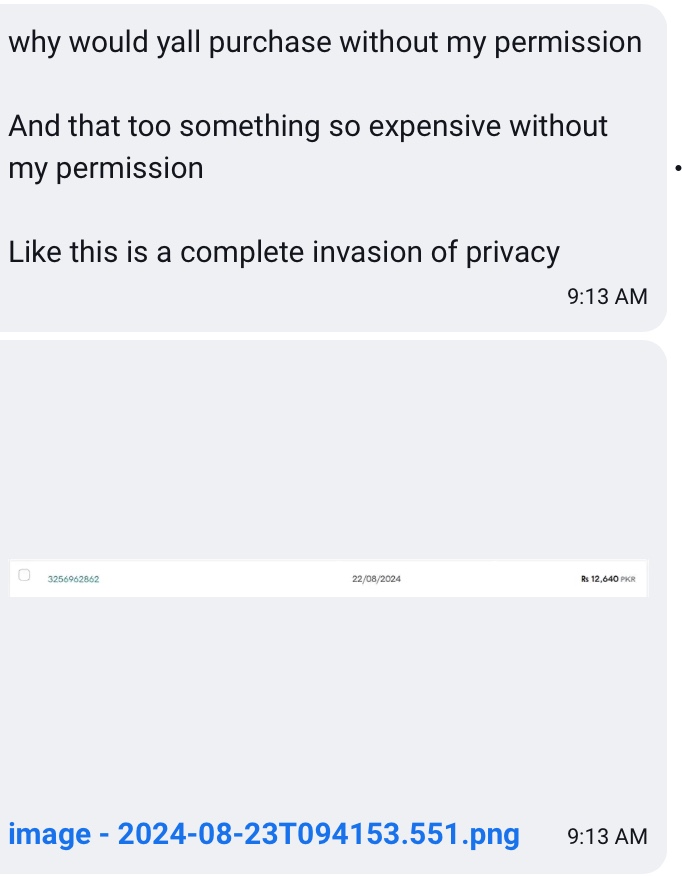 why would yall purchase without my permission
And that too something so expensive without
my permission
Like this is a complete invasion of privacy
9:13 AM
3256962862 22/08/2024 Rs 12,640 PKR
image - 2024-08-23T094153.551.png 9:13 AM